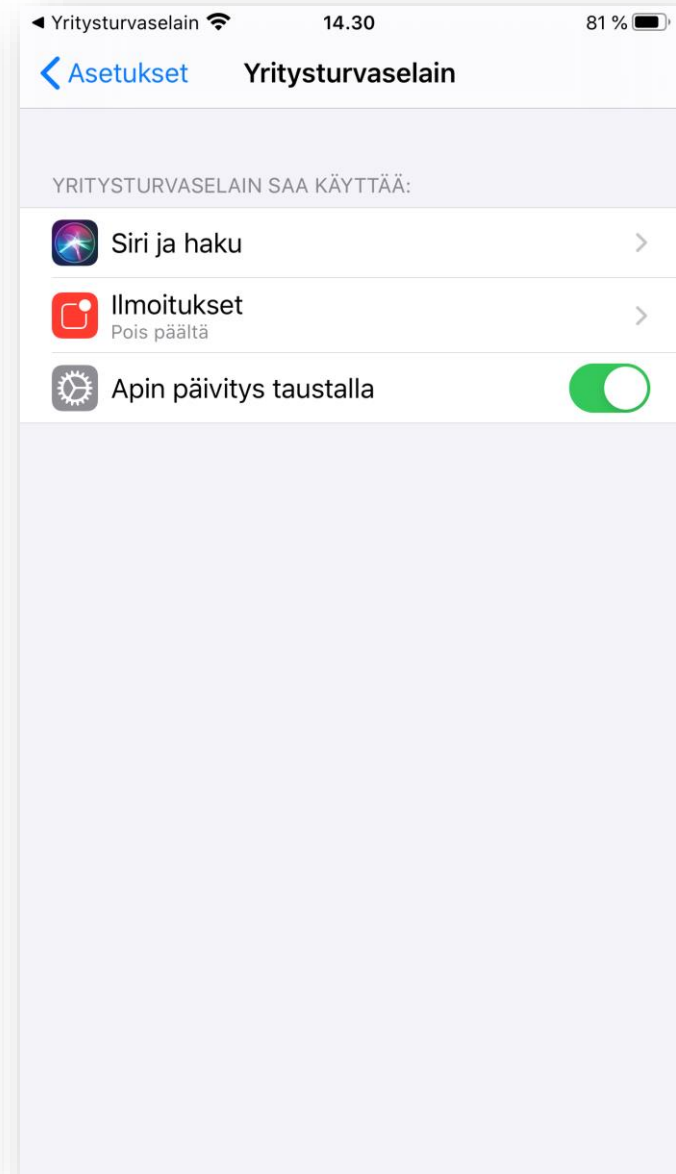 ◀ Yritysturvaselain 14.30 81 %
Asetukset Yritysturvaselain
YRITYSTURVASELAIN SAA KÄYTTÄÄ:
Siri ja haku
Ilmoitukset
Pois päältä
Apin päivitys taustalla